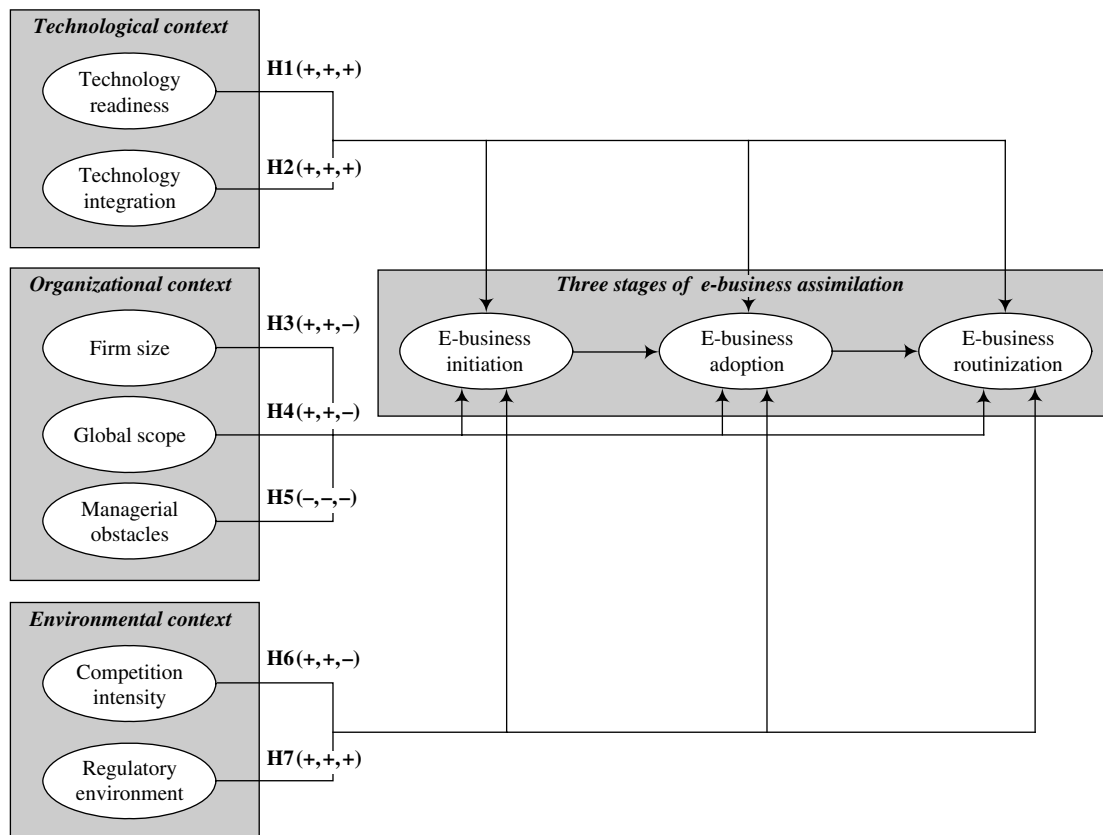 Technological context
Technology
readiness
H1(+,+,+)
Technology
integration
H2(+,+,+)
Organizational context
Firm size
H3(+,+,–)
Global scope
H4(+,+,–)
Managerial
obstacles
H5(–,–,–)
Three stages of e-business assimilation
E-business
initiation
E-business
adoption
E-business
routinization
Environmental context
Competition
intensity
H6(+,+,–)
Regulatory
environment
H7(+,+,+)